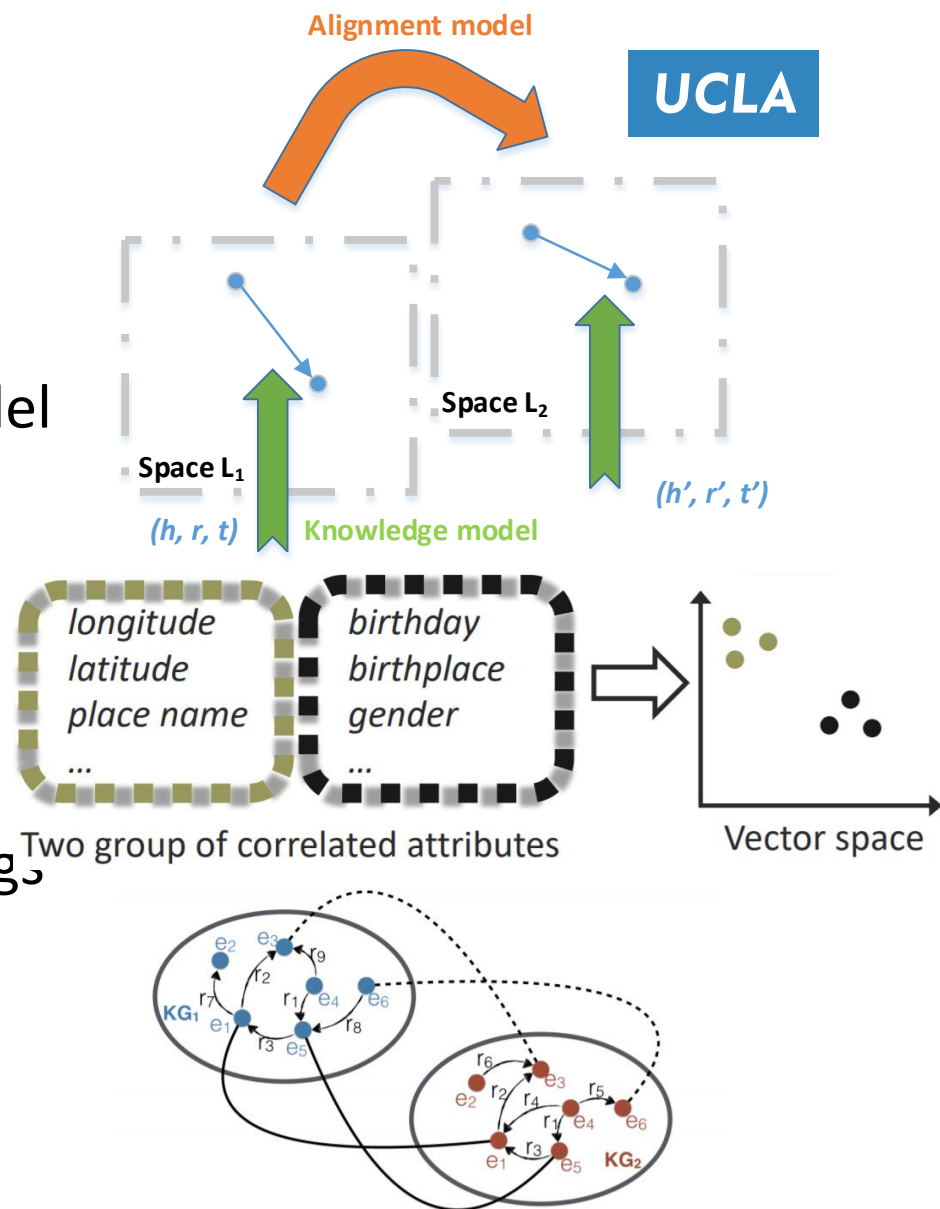 Alignment model
UCLA
del
Space L₂
Space L₁
(h, r, t)
Knowledge model
(h’, r’, t’)
longitude
latitude
place name
...
birthday
birthplace
gender
...
Two group of correlated attributes
Vector space
gs
e₂
e₃
r₉
r₂
r₇
r₁
e₄
e₆
KG₁
e₁
r₈
r₃
e₅
r₆
e₃
e₂
r₂
r₄
r₅
r₁
e₄
e₆
r₃
e₁
e₅
KG₂